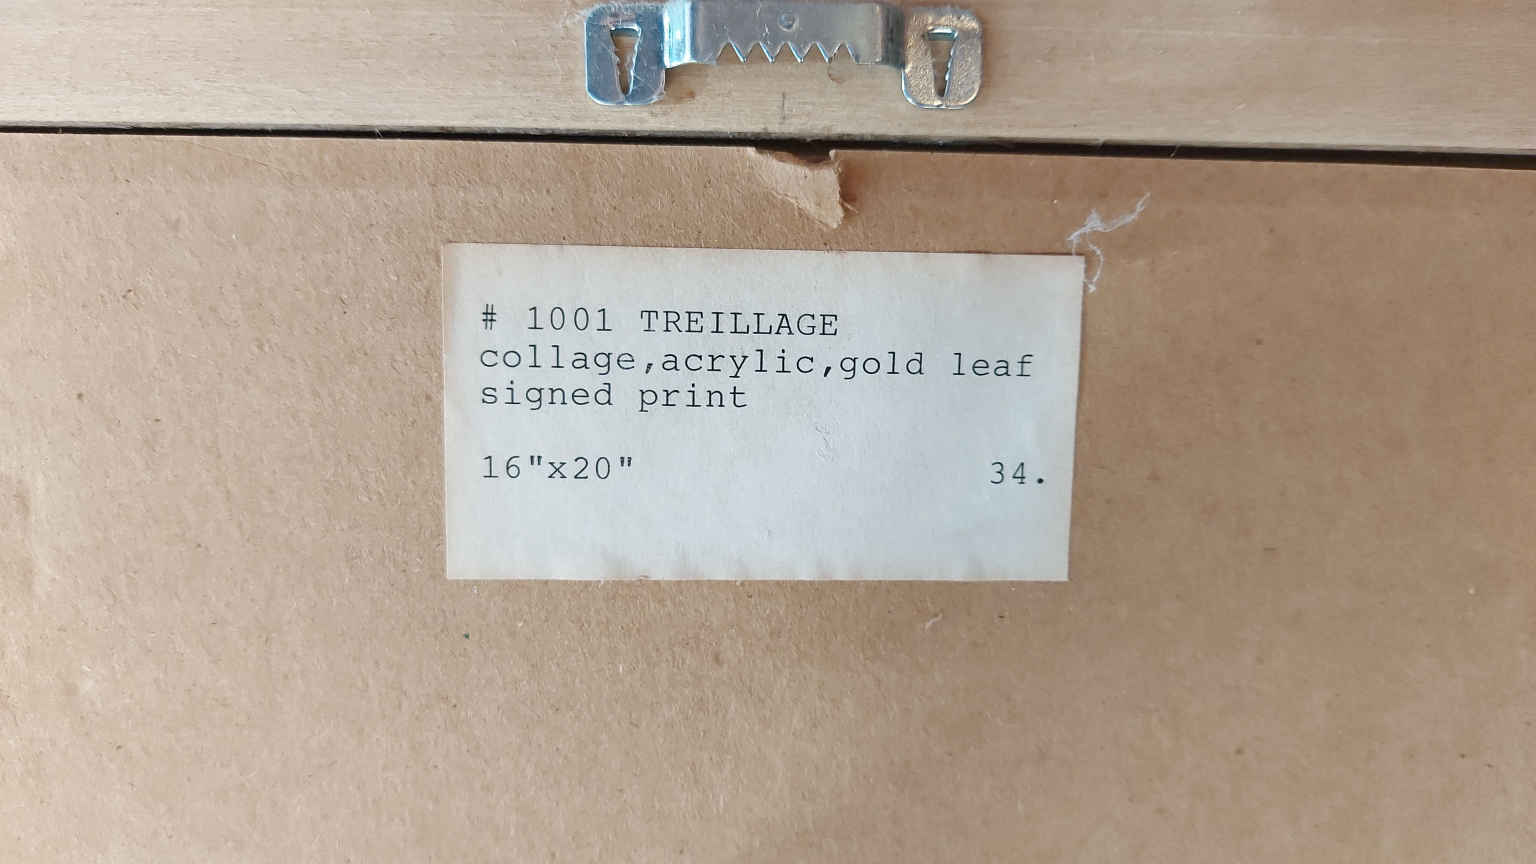 # 1001 TREILLAGE
collage,acrylic,gold leaf
signed print
16"x20" 34.